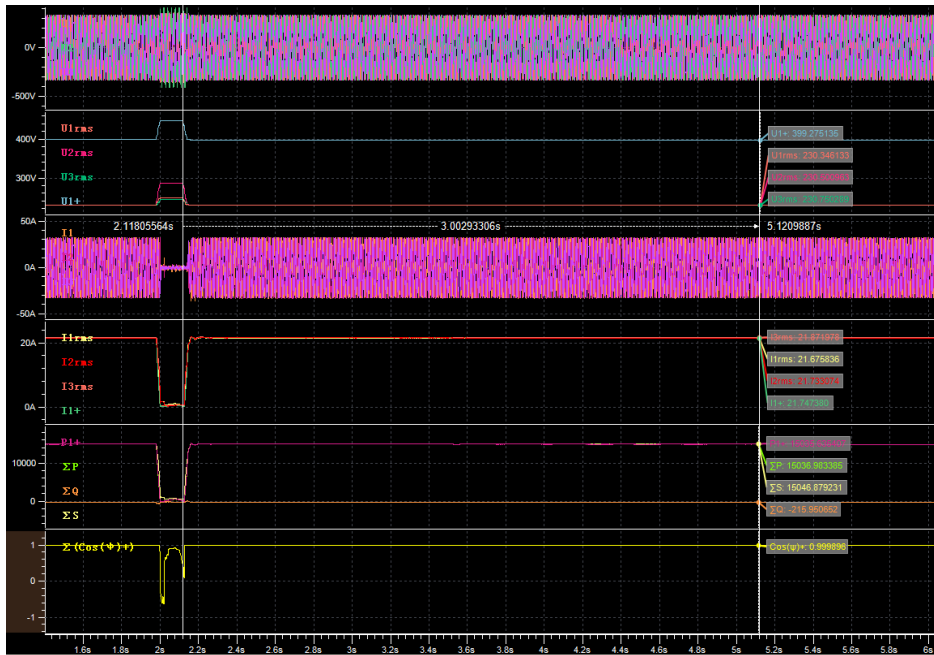 0V
-500V
U1rms
400V
U2rms
U1+: 399.275136
U1rms: 230.346133
300V
U3rms
U1+
50A
I1
2.11805564s
3.00293306s
5.1209887s
0A
-50A
I1rms
I3rms: 21.671978
20A
I1rms: 21.675836
I2rms
I2rms: 21.733074
I3rms
I1+: 21.747380
0A
I1+
P1+
10000
ΣP
ΣP: 15036.983385
ΣS: 15046.879231
ΣQ
0
ΣQ: -215.950652
ΣS
1
Σ(Cos(ψ)+)
Cos(ψ)+: 0.999896
0
-1
1.6s 1.8s 2s 2.2s 2.4s 2.6s 2.8s 3s 3.2s 3.4s 3.6s 3.8s 4s 4.2s 4.4s 4.6s 4.8s 5s 5.2s 5.4s 5.6s 5.8s 6s